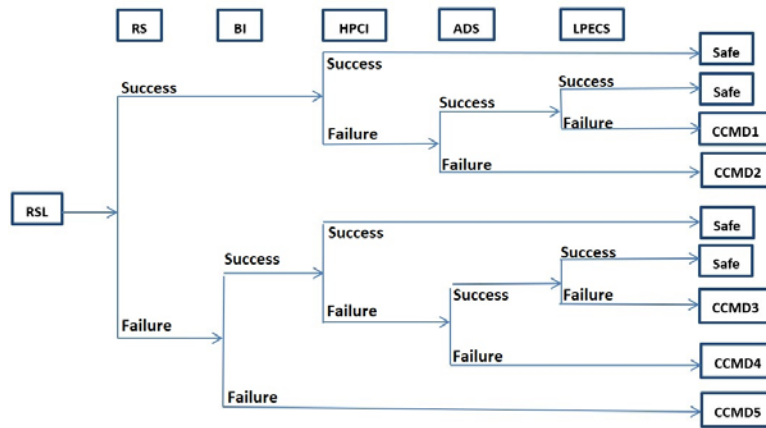 RS BI HPCI ADS LPECS
Safe
Success
Success
Safe
Success
Success
Failure
CCMD1
Failure
Failure
CCMD2
RSL
Safe
Success
Success
Safe
Success
Success
Failure
CCMD3
Failure
Failure
Failure
CCMD4
Failure
CCMD5